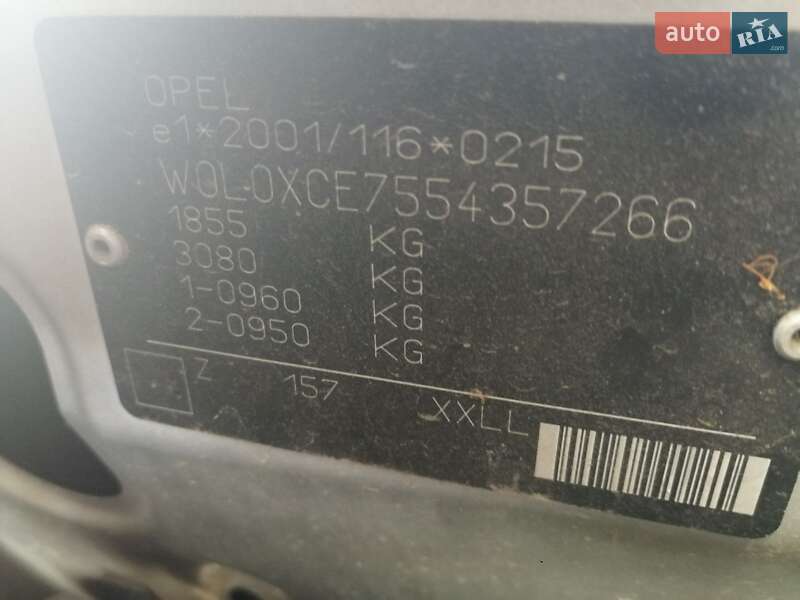 auto RIA .com
OPEL
e1*2001/116*0215
W0L0XCE7554357266
1855 KG
3080 KG
1-0960 KG
2-0950 KG
Z 157 XXLL